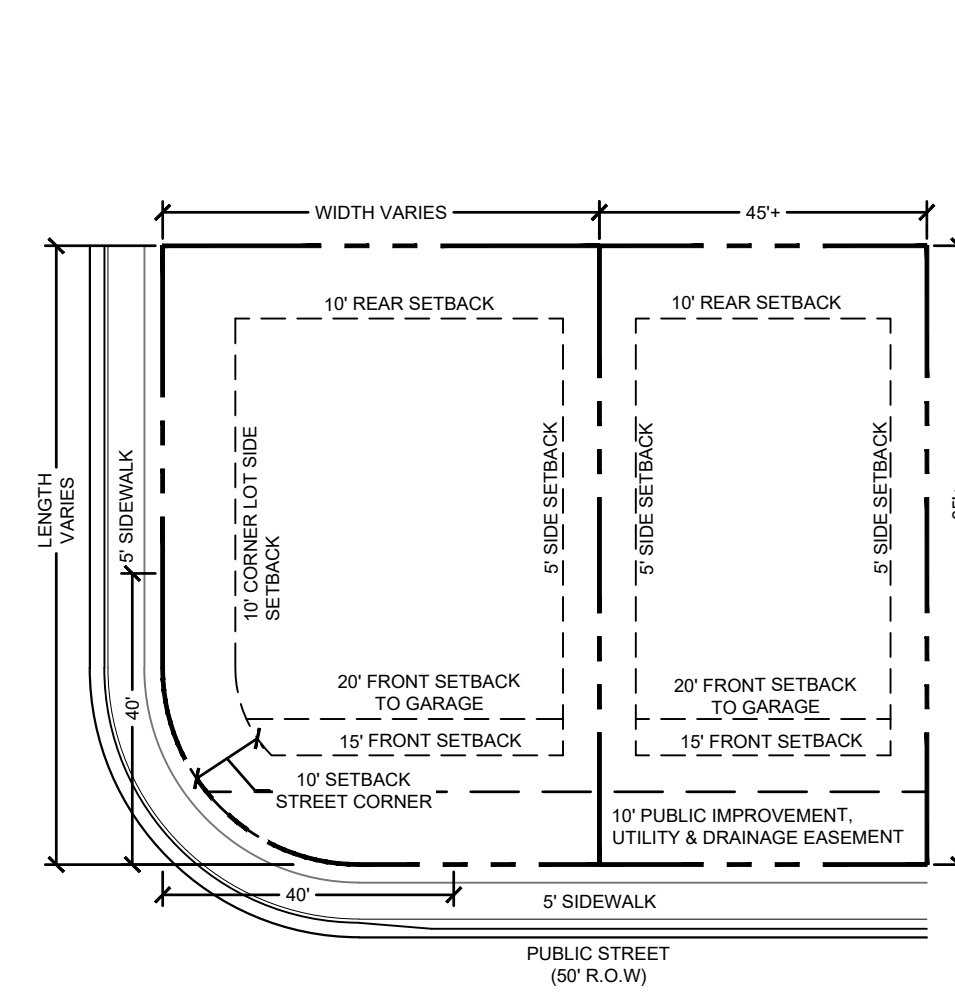 WIDTH VARIES
45'+
10' REAR SETBACK
10' REAR SETBACK
LENGTH
VARIES
5' SIDEWALK
10' CORNER LOT SIDE
SETBACK
5' SIDE SETBACK
5' SIDE SETBACK
5' SIDE SETBACK
20' FRONT SETBACK
TO GARAGE
20' FRONT SETBACK
TO GARAGE
40'
15' FRONT SETBACK
15' FRONT SETBACK
10' SETBACK
STREET CORNER
10' PUBLIC IMPROVEMENT,
UTILITY & DRAINAGE EASEMENT
40'
5' SIDEWALK
PUBLIC STREET
(50' R.O.W)